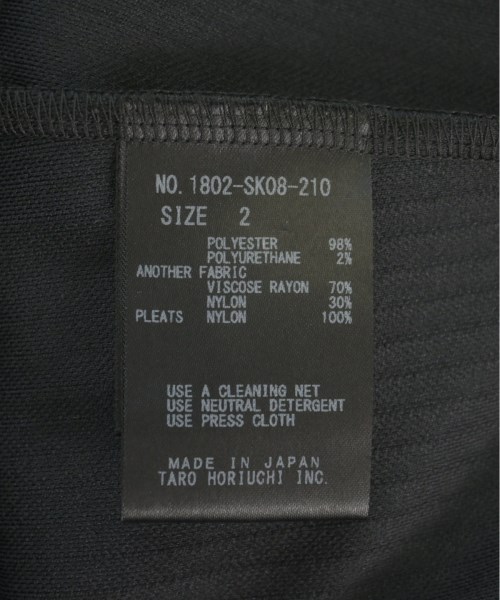 NO. 1802-SK08-210
SIZE 2
POLYESTER 98%
POLYURETHANE 2%
ANOTHER FABRIC
VISCOSE RAYON 70%
NYLON 30%
PLEATS NYLON 100%
USE A CLEANING NET
USE NEUTRAL DETERGENT
USE PRESS CLOTH
MADE IN JAPAN
TARO HORIUCHI INC.